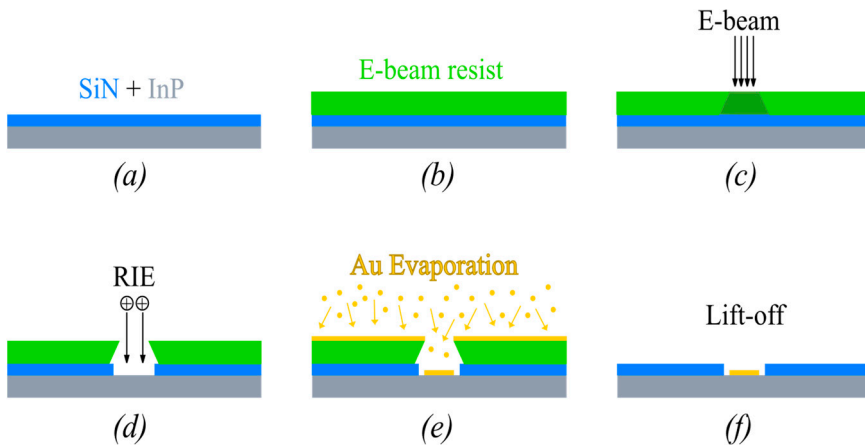 SiN + InP
(a)
E-beam resist
(b)
E-beam
(c)
RIE
(d)
Au Evaporation
(e)
Lift-off
(f)